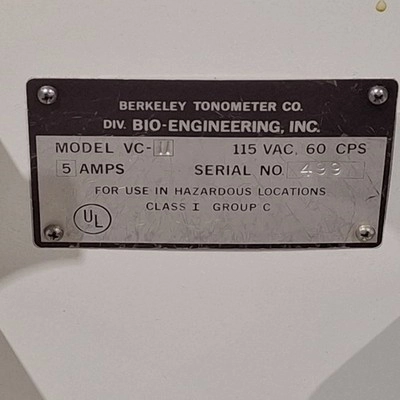 BERKELEY TONOMETER CO.
DIV. BIO-ENGINEERING, INC.
MODEL VC-II 115 VAC, 60 CPS
5 AMPS SERIAL NO. 499
FOR USE IN HAZARDOUS LOCATIONS
CLASS I GROUP C
UL